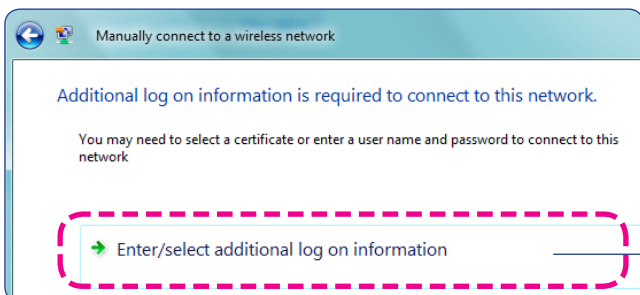 Manually connect to a wireless network
Additional log on information is required to connect to this network.
You may need to select a certificate or enter a user name and password to connect to this
network
Enter/select additional log on information